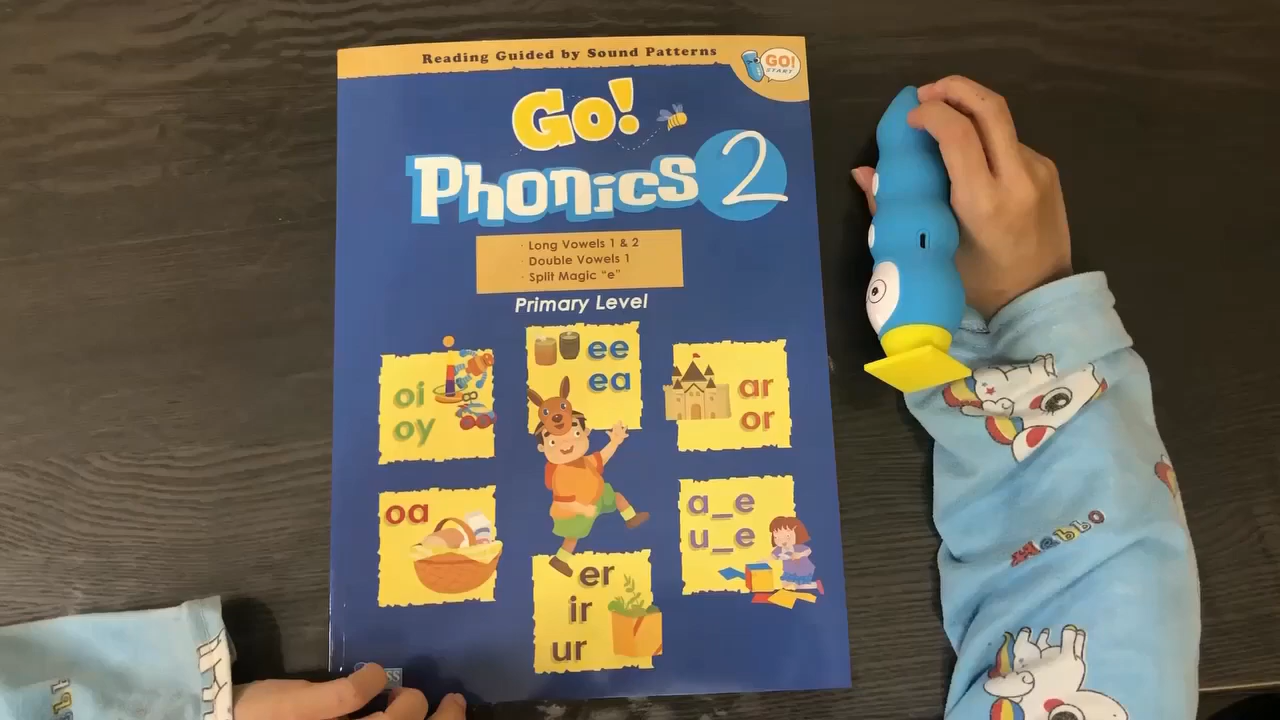 Reading Guided by Sound Patterns
GO!
START
Go!
Phonics 2
· Long Vowels 1 & 2
· Double Vowels 1
· Split Magic "e"
Primary Level
oi
oy
ee
ea
ar
or
oa
a_e
u_e
er
ir
ur
Habbo